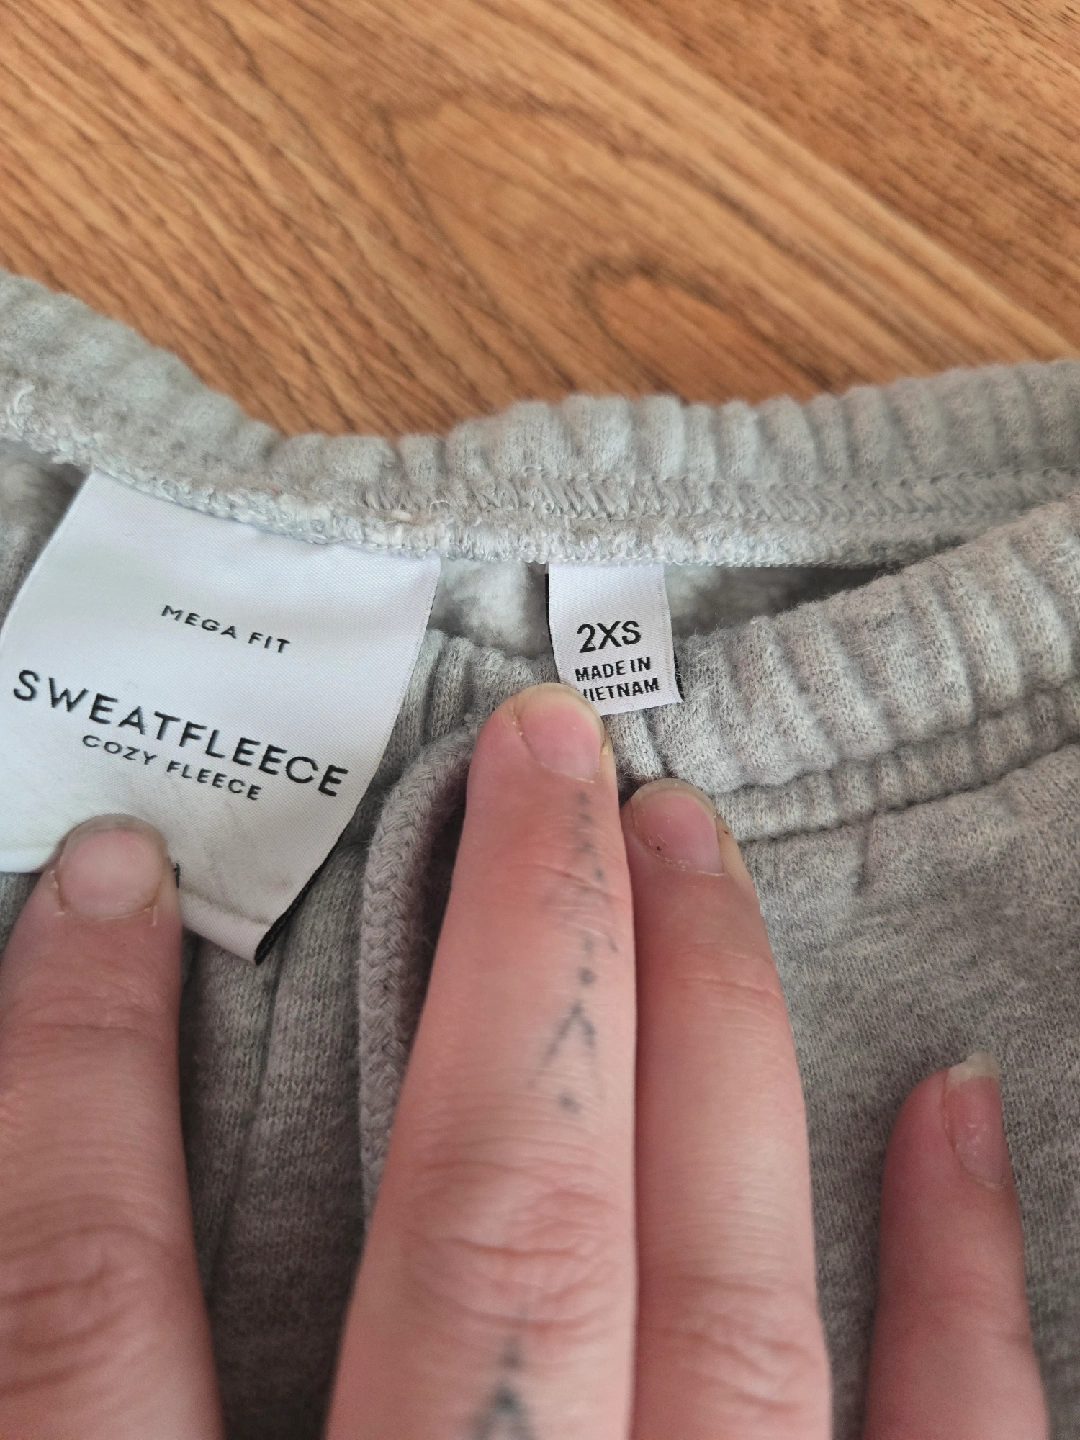 MEGA FIT
SWEATFLEECE
COZY FLEECE
2XS
MADE IN
VIETNAM